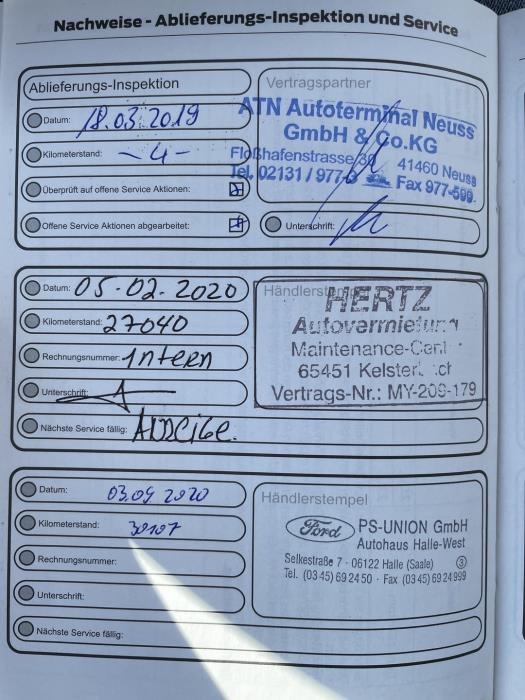 Nachweise - Ablieferungs-Inspektion und Service
Ablieferungs-Inspektion
Datum: 18.03.2019
Kilometerstand: -4-
Überprüft auf offene Service Aktionen:
Offene Service Aktionen abgearbeitet:
Vertragspartner
ATN Autoterminal Neuss
GmbH & Co.KG
Floßhafenstrasse 30
41460 Neuss
Tel. 02131 / 977-0
Fax 977-599
Unterschrift:
Datum: 05.02.2020
Kilometerstand: 27040
Rechnungsnummer: Intern
Unterschrift:
Nächste Service fällig: Anzeige.
HERTZ
Autovermietung
Maintenance-
65451
Vertrags-Nr.: MY-209-179
Datum: 03.09 2020
Kilometerstand: 30107
Rechnungsnummer:
Unterschrift:
Nächste Service fällig:
Händlerstempel
Ford PS-UNION GmbH
Autohaus Halle-West
Selkestraße 7 · 06122 Halle (Saale) 3
Tel. (03 45) 69 24 50 · Fax (03 45) 69 24 999